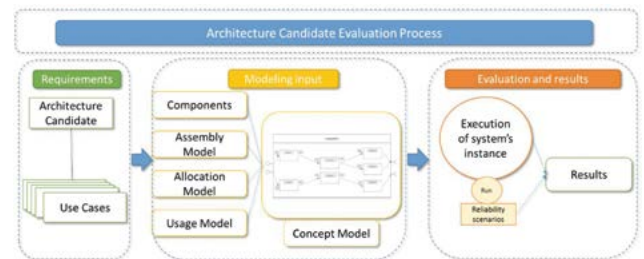 Architecture Candidate Evaluation Process
Requirements
Architecture
Candidate
Use Cases
Modeling input
Components
Assembly
Model
Allocation
Model
Usage Model
Concept Model
Evaluation and results
Execution
of system's
instance
Run
Reliability
scenarios
Results